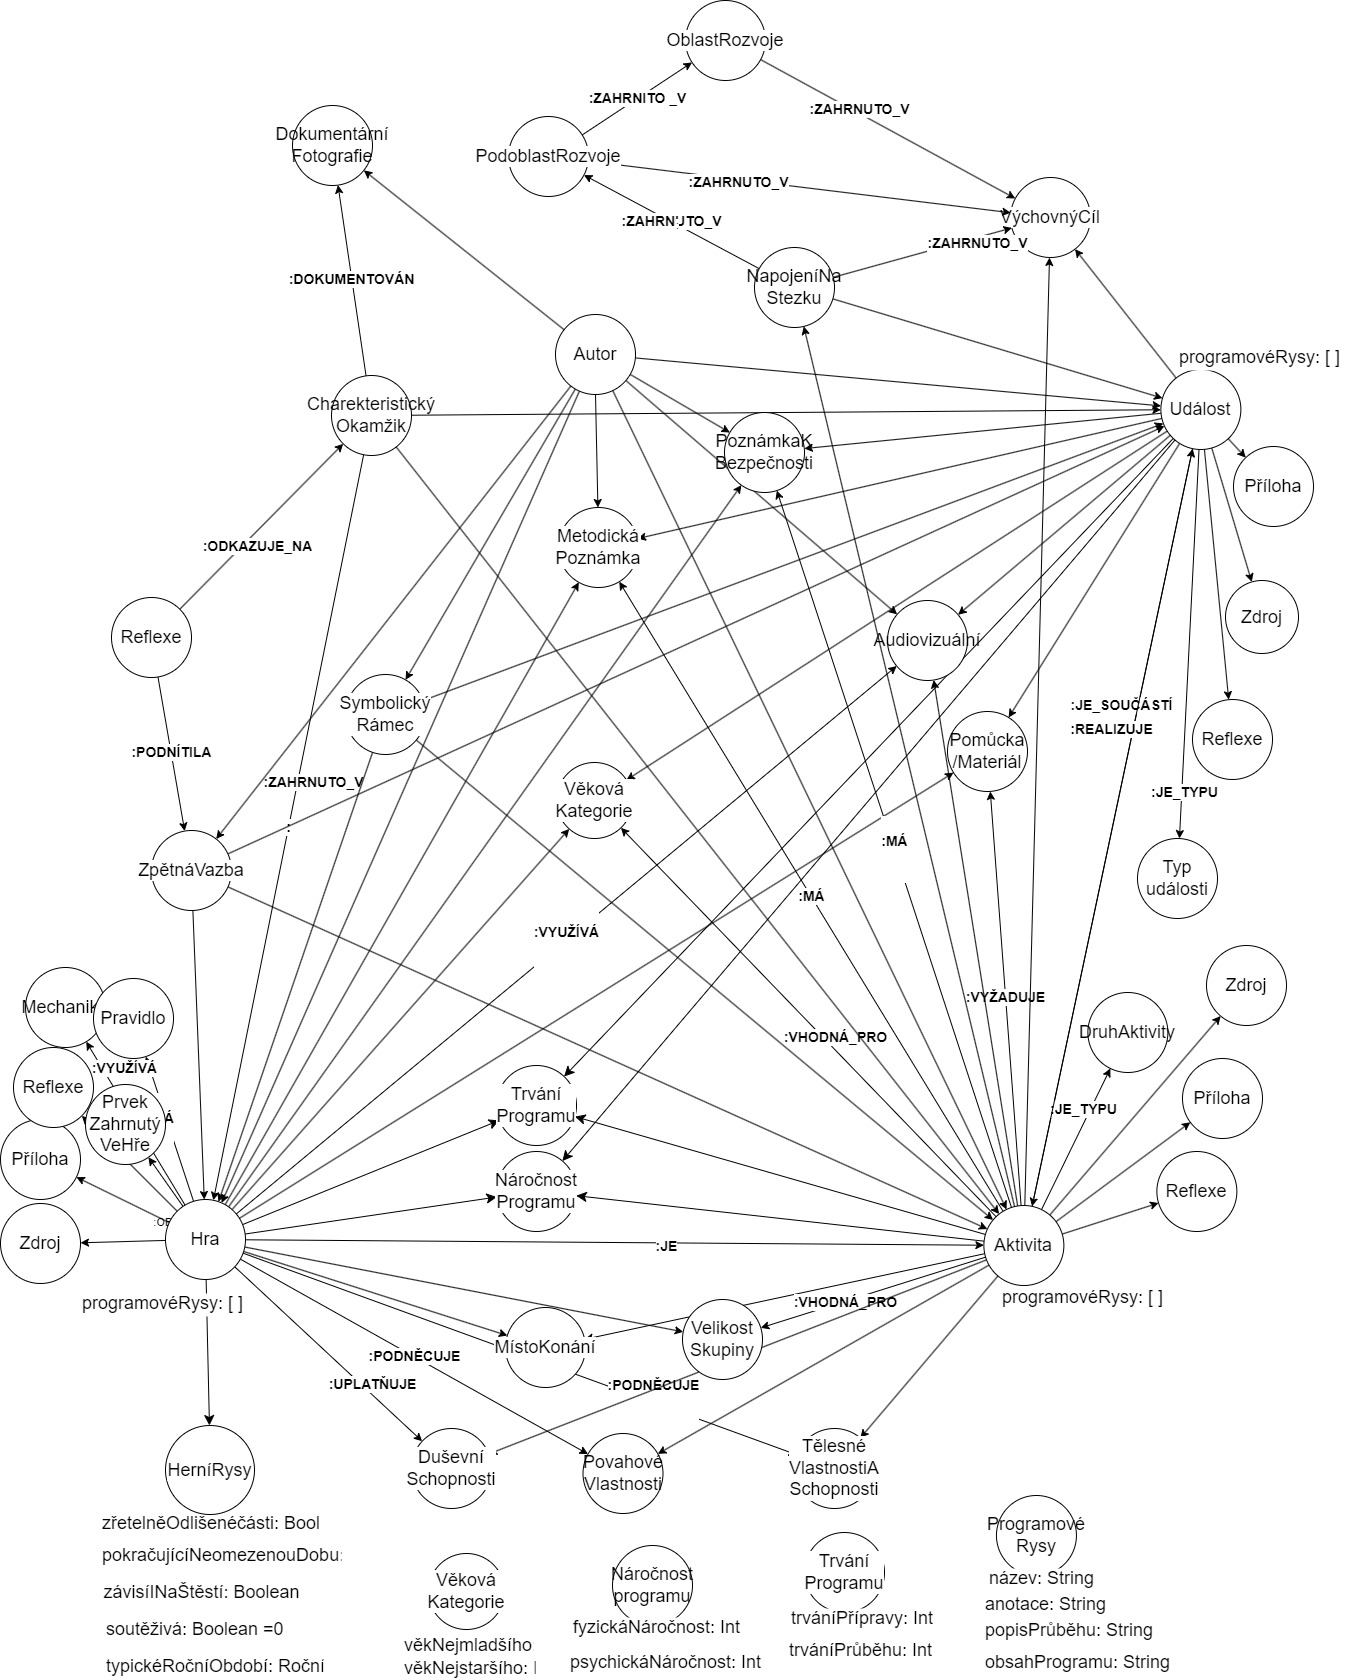 OblastRozvoje
:ZAHRNITO _V
:ZAHRNUTO_V
Dokumentární
Fotografie
PodoblastRozvoje
:ZAHRNUTO_V
VýchovnýCíl
:ZAHRNUTO_V
:ZAHRNUTO_V
NapojeníNa
Stezku
:DOKUMENTOVÁN
Autor
programovéRysy: [ ]
Charekteristický
Okamžik
Událost
PoznámkaK
Bezpečnosti
Příloha
Metodická
Poznámka
:ODKAZUJE_NA
Reflexe
Audiovizuální
Zdroj
Symbolický
Rámec
:JE_SOUČÁSTÍ
:REALIZUJE
Pomůcka
/Materiál
Reflexe
:PODNÍTILA
:ZAHRNUTO_V
:
Věková
Kategorie
:JE_TYPU
:MÁ
ZpětnáVazba
Typ
události
:MÁ
:VYUŽÍVÁ
Zdroj
Mechanik
Pravidlo
:VYŽADUJE
DruhAktivity
:VHODNÁ_PRO
:VYUŽÍVÁ
Reflexe
Prvek
Zahrnutý
VeHře
Trvání
Programu
:JE_TYPU
Příloha
Příloha
Náročnost
Programu
Reflexe
Zdroj
Hra
:JE
Aktivita
programovéRysy: [ ]
programovéRysy: [ ]
:VHODNÁ_PRO
MístoKonání
Velikost
Skupiny
:PODNĚCUJE
:UPLATŇUJE
:PODNĚCUJE
HerníRysy
Duševní
Schopnosti
Povahové
Vlastnosti
Tělesné
VlastnostiA
Schopnosti
zřetelněOdlišenéčásti: Bool
pokračujícíNeomezenouDobu:
závisíNaŠtěstí: Boolean
soutěživá: Boolean =0
typickéRočníObdobí: Roční
Věková
Kategorie
věkNejmladšího:
věkNejstaršího:
Náročnost
programu
fyzickáNáročnost: Int
psychickáNáročnost: Int
Trvání
Programu
trváníPřípravy: Int
trváníPrůběhu: Int
Programové
Rysy
název: String
anotace: String
popisPrůběhu: String
obsahProgramu: String